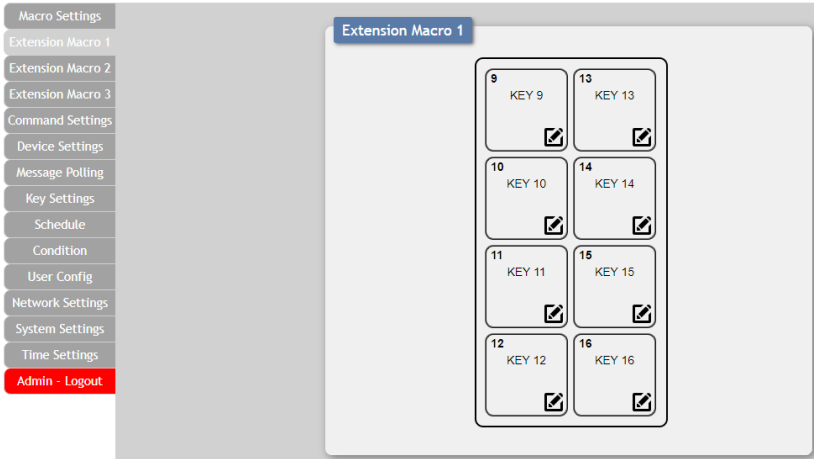 Macro Settings
Extension Macro 1
Extension Macro 2
Extension Macro 3
Command Settings
Device Settings
Message Polling
Key Settings
Schedule
Condition
User Config
Network Settings
System Settings
Time Settings
Admin - Logout
Extension Macro 1
9 13
KEY 9 KEY 13
10 14
KEY 10 KEY 14
11 15
KEY 11 KEY 15
12 16
KEY 12 KEY 16